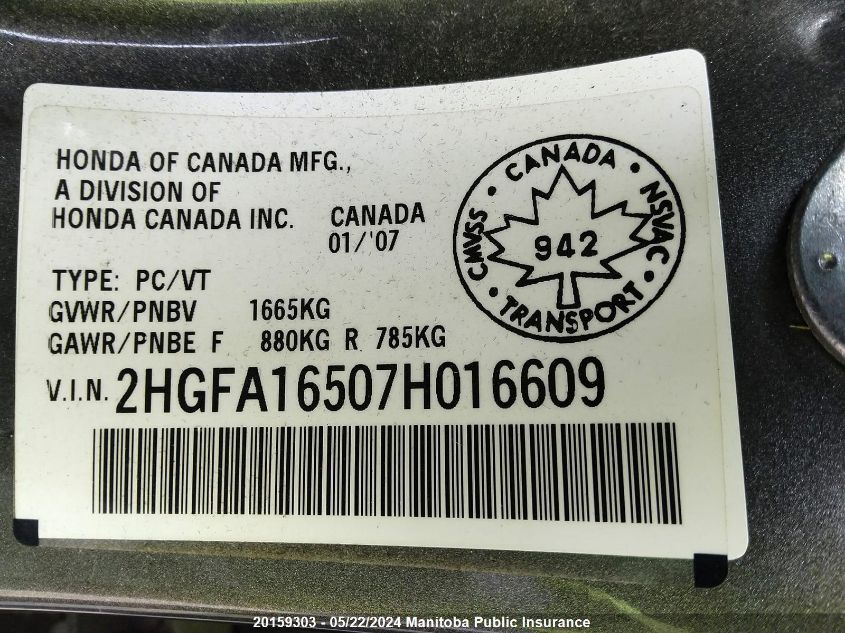 HONDA OF CANADA MFG.,
A DIVISION OF
HONDA CANADA INC. CANADA
01/'07
TYPE: PC/VT
GVWR/PNBV 1665KG
GAWR/PNBE F 880KG R 785KG
V.I.N. 2HGFA16507H016609
CANADA • NSVAC • TRANSPORT • CMVSS •
942
20159303 - 05/22/2024 Manitoba Public Insurance